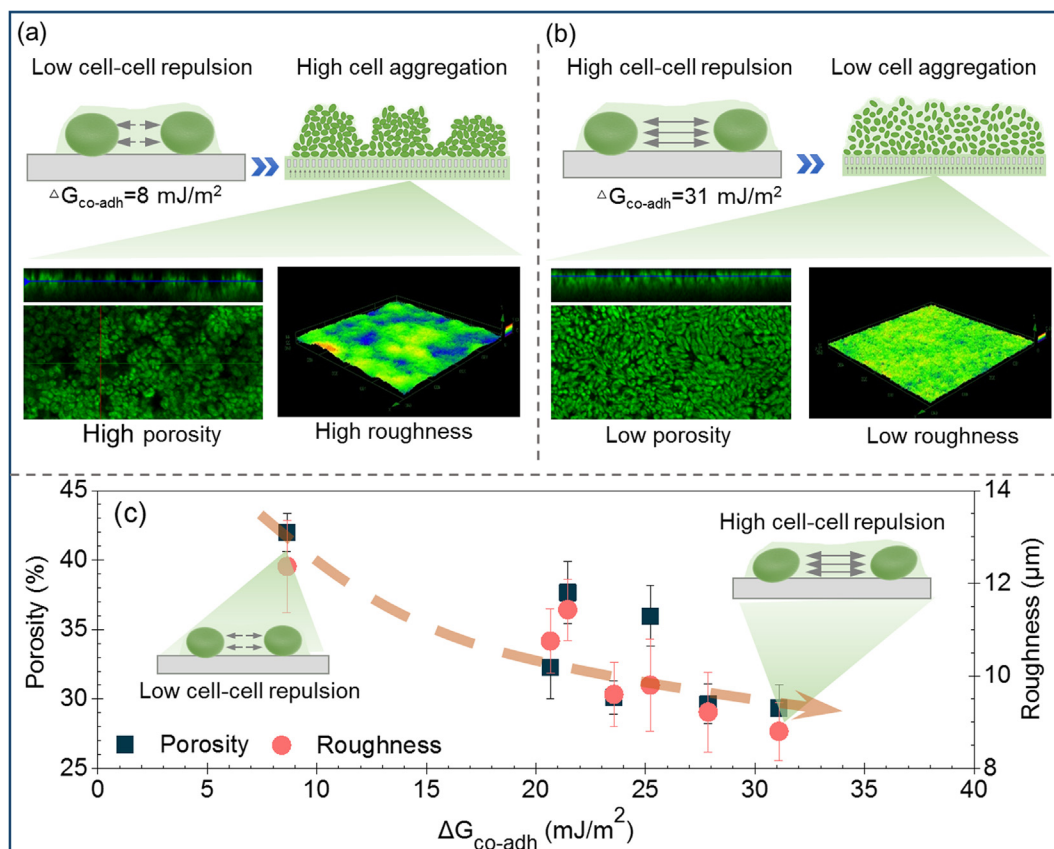 (a)
Low cell-cell repulsion
High cell aggregation
△G_co-adh=8 mJ/m²
High porosity
High roughness
(b)
High cell-cell repulsion
Low cell aggregation
△G_co-adh=31 mJ/m²
Low porosity
Low roughness
(c)
45
40
35
30
25
Porosity (%)
14
12
10
8
Roughness (μm)
High cell-cell repulsion
Low cell-cell repulsion
Porosity
Roughness
0 5 10 15 20 25 30 35 40
ΔG_co-adh (mJ/m²)